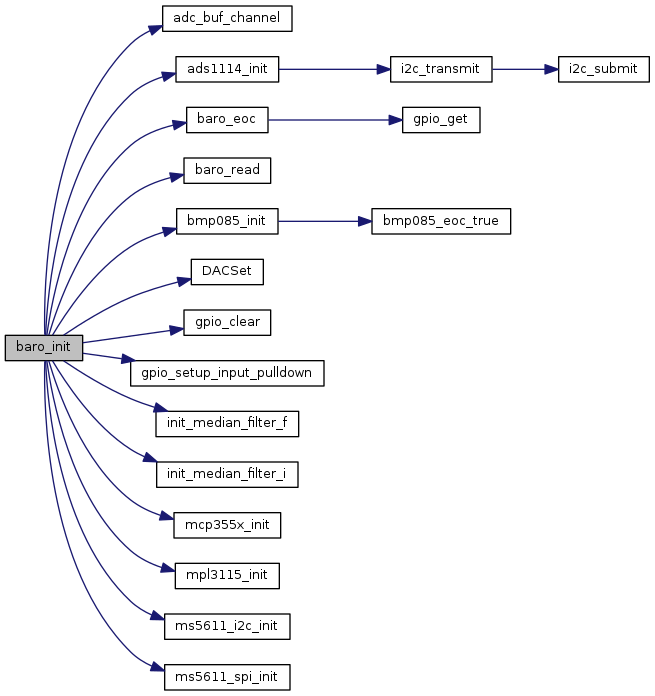 adc_buf_channel
ads1114_init
i2c_transmit
i2c_submit
baro_eoc
gpio_get
baro_read
bmp085_init
bmp085_eoc_true
DACSet
gpio_clear
baro_init
gpio_setup_input_pulldown
init_median_filter_f
init_median_filter_i
mcp355x_init
mpl3115_init
ms5611_i2c_init
ms5611_spi_init